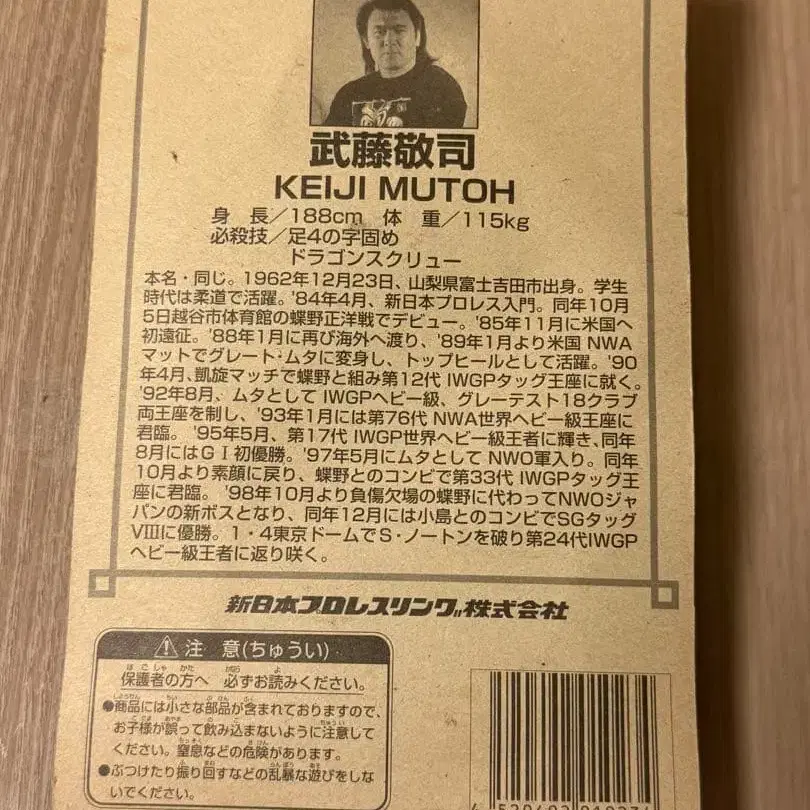 武藤敬司
KEIJI MUTOH
身 長／188cm 体 重／115kg
必殺技／足4の字固め
ドラゴンスクリュー
本名・同じ。1962年12月23日、山梨県富士吉田市出身。学生
時代は柔道で活躍。'84年4月、新日本プロレス入門。同年10月
5日越谷市体育館の蝶野正洋戦でデビュー。'85年11月に米国へ
初遠征。'88年1月に再び海外へ渡り、'89年1月より米国 NWA
マットでグレート・ムタに変身し、トップヒールとして活躍。'90
年4月、凱旋マッチで蝶野と組み第12代 IWGPタッグ王座に就く。
'92年8月、ムタとして IWGPヘビー級、グレーテスト18クラブ
両王座を制し、'93年1月には第76代 NWA世界ヘビー級王座に
君臨。'95年5月、第17代 IWGP世界ヘビー級王者に輝き、同年
8月にはGⅠ初優勝。'97年5月にムタとして NWO軍入り。同年
10月より素顔に戻り、蝶野とのコンビで第33代 IWGPタッグ王
座に君臨。'98年10月より負傷欠場の蝶野に代わってNWOジャ
パンの新ボスとなり、同年12月には小島とのコンビでSGタッグ
Ⅷに優勝。1・4東京ドームでS・ノートンを破り第24代IWGP
ヘビー級王者に返り咲く。
新日本プロレスリング株式会社
注 意(ちゅうい)
保護者の方へ 必ずお読みください。
●商品には小さな部品が含まれておりますので、
お子様が誤って飲み込まないように注意して
ください。窒息などの危険があります。
●ぶつけたり振り回すなどの乱暴な遊びをしな
いでください。